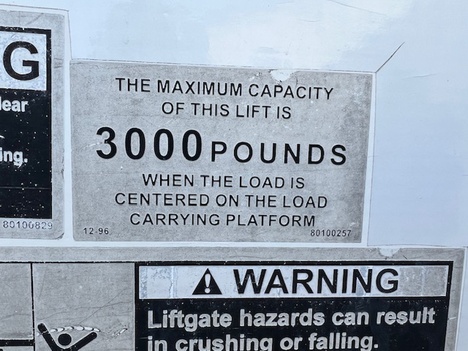 G
lear
ing.
80100829
THE MAXIMUM CAPACITY
OF THIS LIFT IS
3000 POUNDS
WHEN THE LOAD IS
CENTERED ON THE LOAD
CARRYING PLATFORM
12-96 80100257
WARNING
Liftgate hazards can result
in crushing or falling.